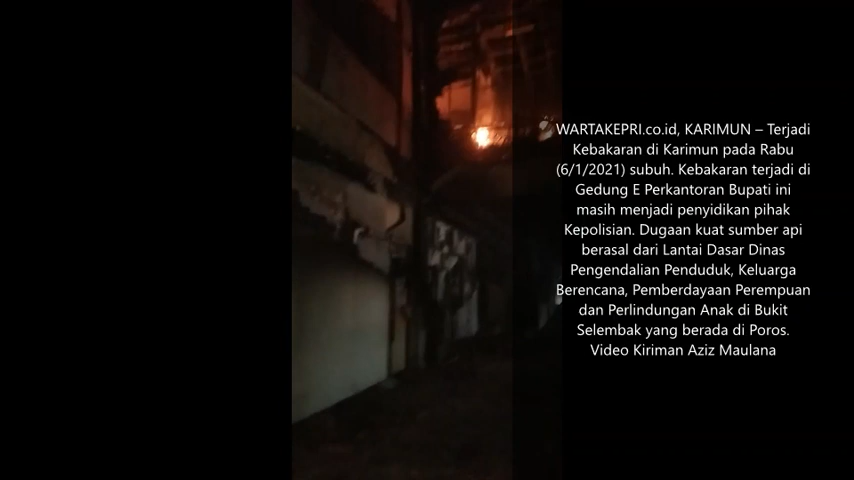 WARTAKEPRI.co.id, KARIMUN – Terjadi
Kebakaran di Karimun pada Rabu
(6/1/2021) subuh. Kebakaran terjadi di
Gedung E Perkantoran Bupati ini
masih menjadi penyidikan pihak
Kepolisian. Dugaan kuat sumber api
berasal dari Lantai Dasar Dinas
Pengendalian Penduduk, Keluarga
Berencana, Pemberdayaan Perempuan
dan Perlindungan Anak di Bukit
Selembak yang berada di Poros.
Video Kiriman Aziz Maulana